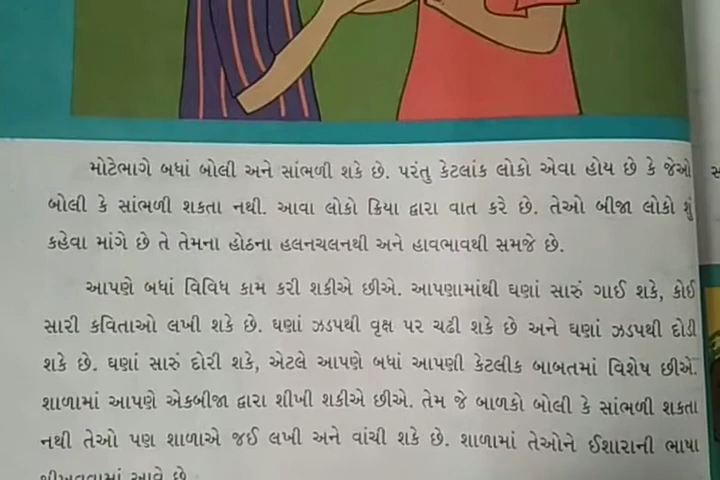 મોટેભાગે બધાં બોલી અને સાંભળી શકે છે. પરંતુ કેટલાંક લોકો એવા હોય છે કે જેઓ
બોલી કે સાંભળી શકતા નથી. આવા લોકો ક્રિયા દ્વારા વાત કરે છે. તેઓ બીજા લોકો શું
કહેવા માંગે છે તે તેમના હોઠના હલનચલનથી અને હાવભાવથી સમજે છે.
આપણે બધાં વિવિધ કામ કરી શકીએ છીએ. આપણામાંથી ઘણાં સારું ગાઈ શકે, કોઈ
સારી કવિતાઓ લખી શકે છે. ઘણાં ઝડપથી વૃક્ષ પર ચઢી શકે છે અને ઘણાં ઝડપથી દોડી
શકે છે. ઘણાં સારું દોરી શકે, એટલે આપણે બધાં આપણી કેટલીક બાબતમાં વિશેષ છીએ.
શાળામાં આપણે એકબીજા દ્વારા શીખી શકીએ છીએ. તેમ જે બાળકો બોલી કે સાંભળી શકતા
નથી તેઓ પણ શાળાએ જઈ લખી અને વાંચી શકે છે. શાળામાં તેઓને ઈશારાની ભાષા
શીખવવામાં આવે છે